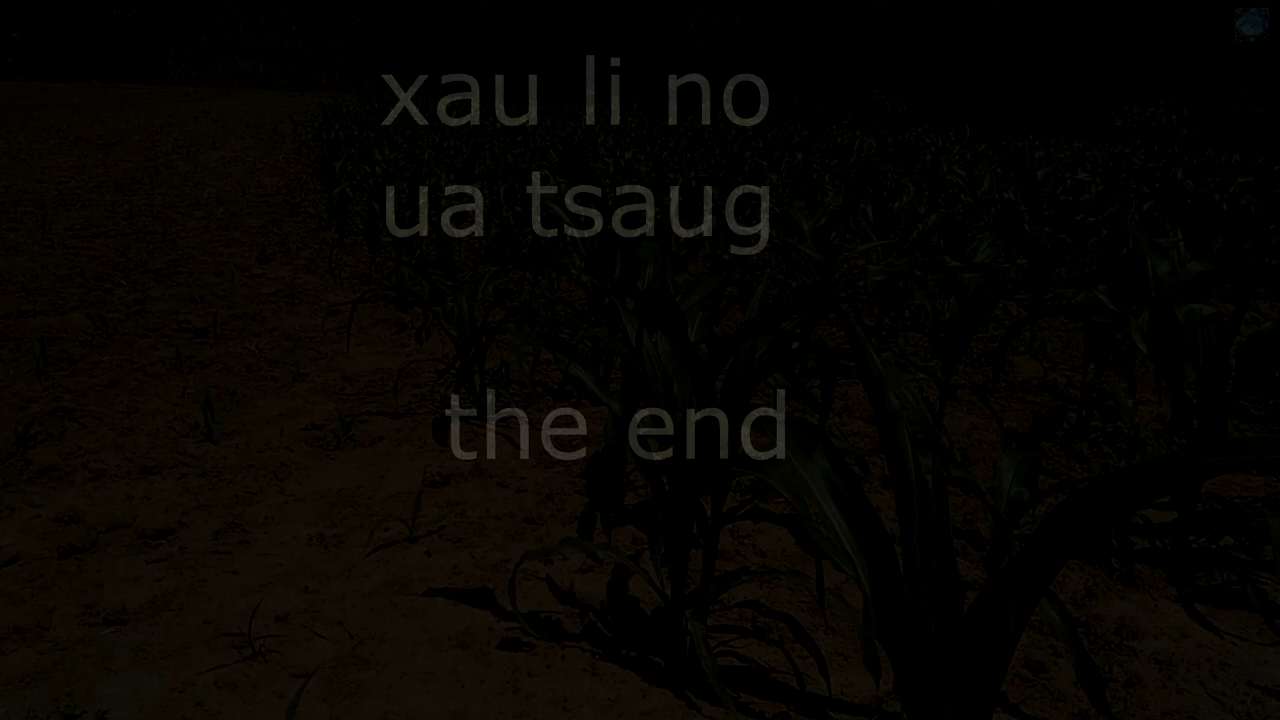 xau li no
ua tsaug
the end